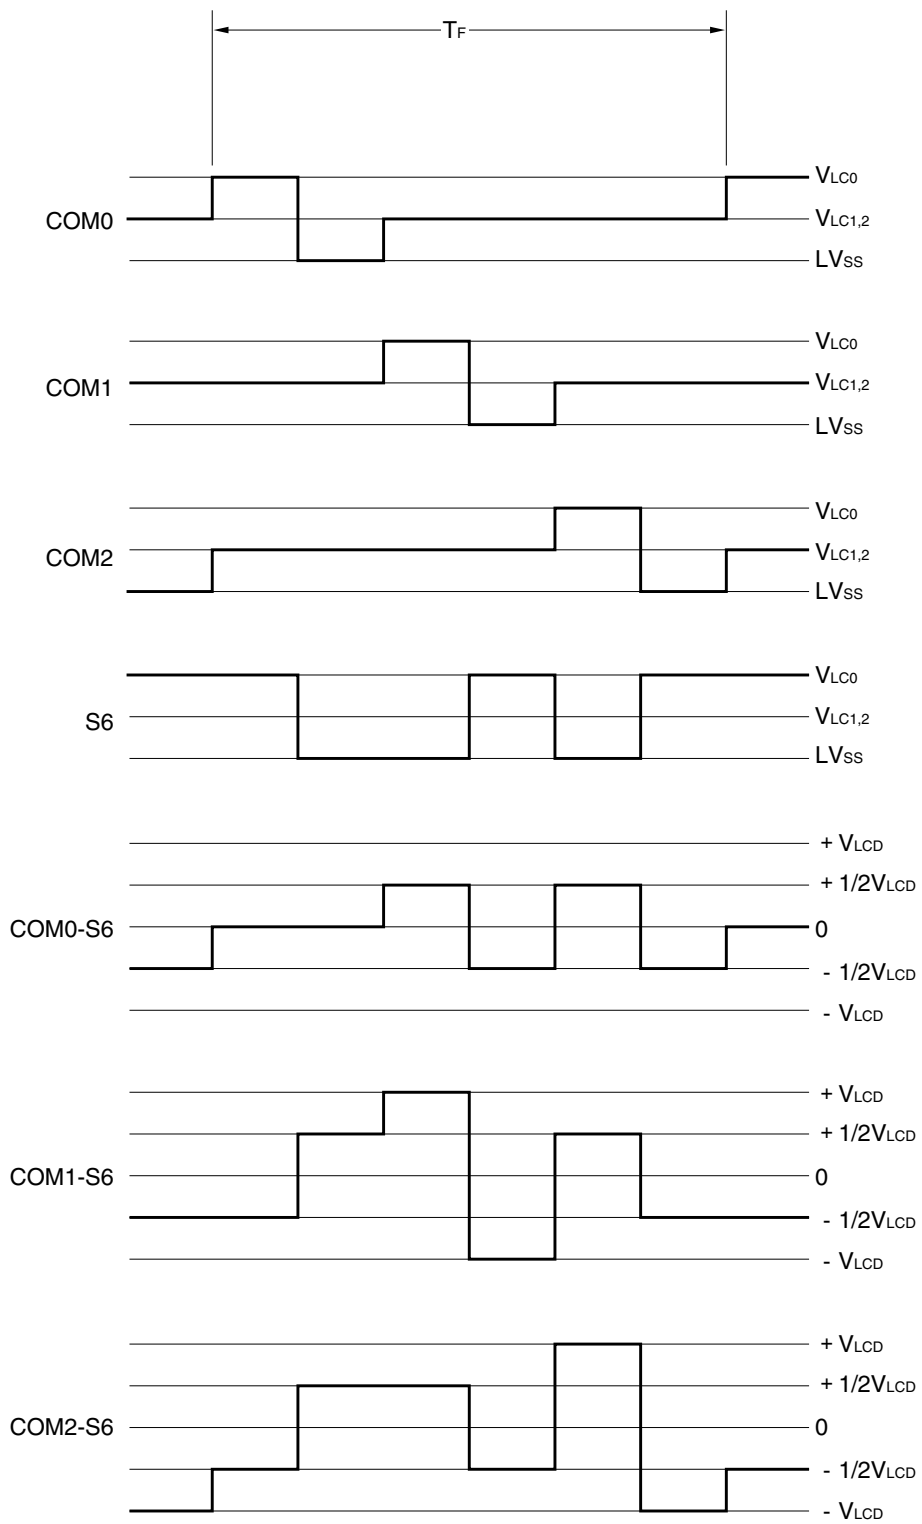 TF
COM0
VLC0
VLC1,2
LVSS
COM1
VLC0
VLC1,2
LVSS
COM2
VLC0
VLC1,2
LVSS
S6
VLC0
VLC1,2
LVSS
COM0-S6
+ VLCD
+ 1/2VLCD
0
- 1/2VLCD
- VLCD
COM1-S6
+ VLCD
+ 1/2VLCD
0
- 1/2VLCD
- VLCD
COM2-S6
+ VLCD
+ 1/2VLCD
0
- 1/2VLCD
- VLCD